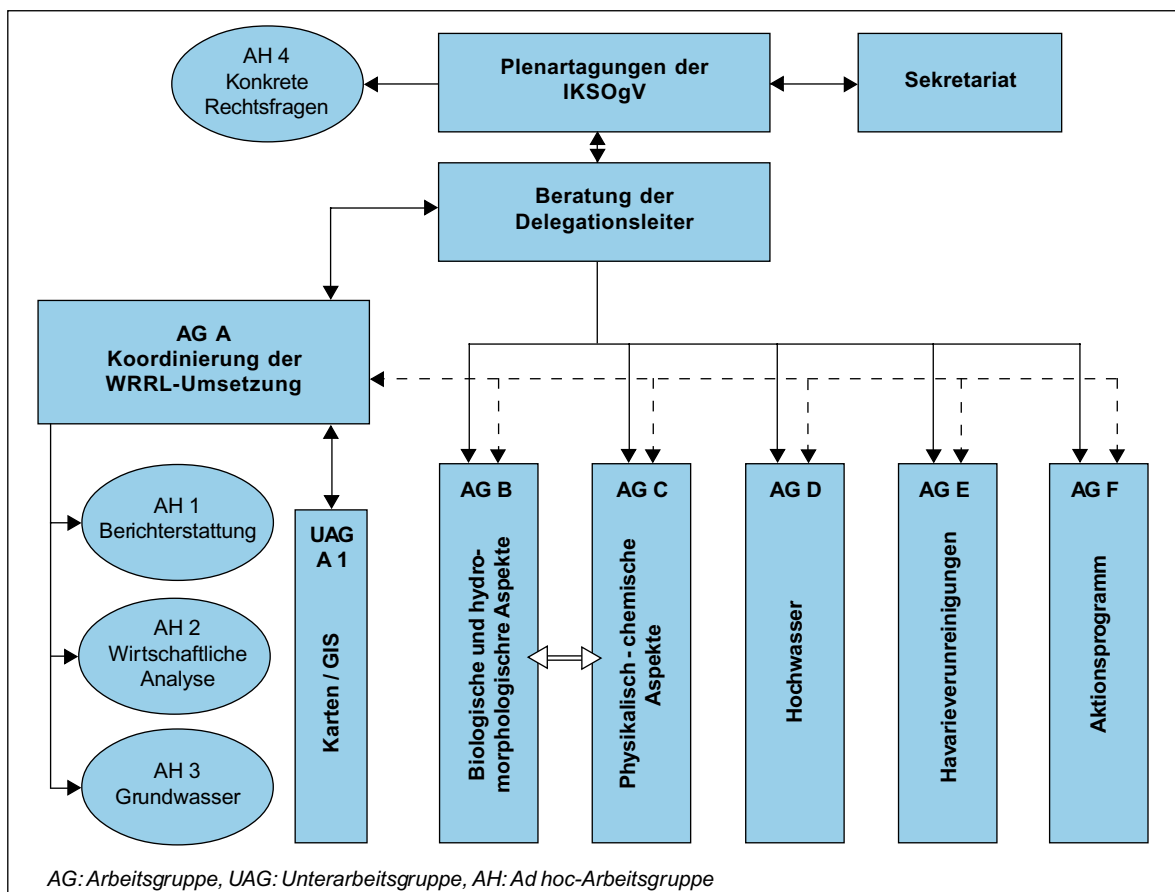 AH 4
Konkrete
Rechtsfragen
Plenartagungen der
IKSOgV
Sekretariat
Beratung der
Delegationsleiter
AG A
Koordinierung der
WRRL-Umsetzung
AH 1
Berichterstattung
AH 2
Wirtschaftliche
Analyse
AH 3
Grundwasser
UAG
A 1
Karten / GIS
AG B
Biologische und hydro-
morphologischre Aspekte
AG C
Physikalisch - chemische
Aspekte
AG D
Hochwasser
AG E
Havarieverunreinigungen
AG F
Aktionsprogramm
AG: Arbeitsgruppe, UAG: Unterarbeitsgruppe, AH: Ad hoc-Arbeitsgruppe